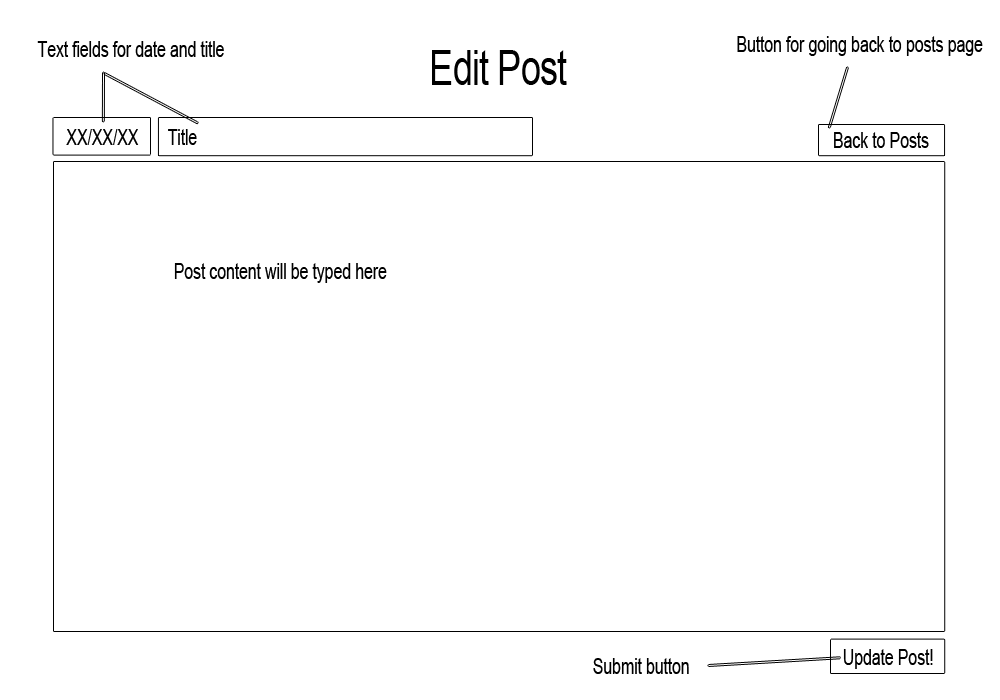 Text fields for date and title
Button for going back to posts page
Edit Post
XX/XX/XX
Title
Back to Posts
Post content will be typed here
Update Post!
Submit button